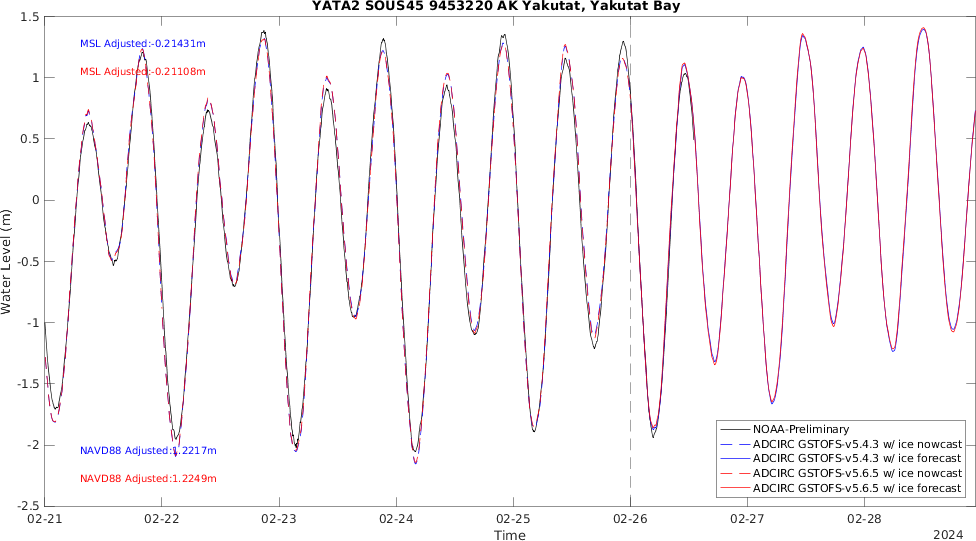 YATA2 SOUS45 9453220 AK Yakutat, Yakutat Bay
1.5
MSL Adjusted:-0.21431m
MSL Adjusted:-0.21108m
1
0.5
0
-0.5
-1
-1.5
-2
-2.5
Water Level (m)
NAVD88 Adjusted:1.2217m
NAVD88 Adjusted:1.2249m
NOAA-Preliminary
ADCIRC GSTOFS-v5.4.3 w/ ice nowcast
ADCIRC GSTOFS-v5.4.3 w/ ice forecast
ADCIRC GSTOFS-v5.6.5 w/ ice nowcast
ADCIRC GSTOFS-v5.6.5 w/ ice forecast
02-21 02-22 02-23 02-24 02-25 02-26 02-27 02-28
Time
2024